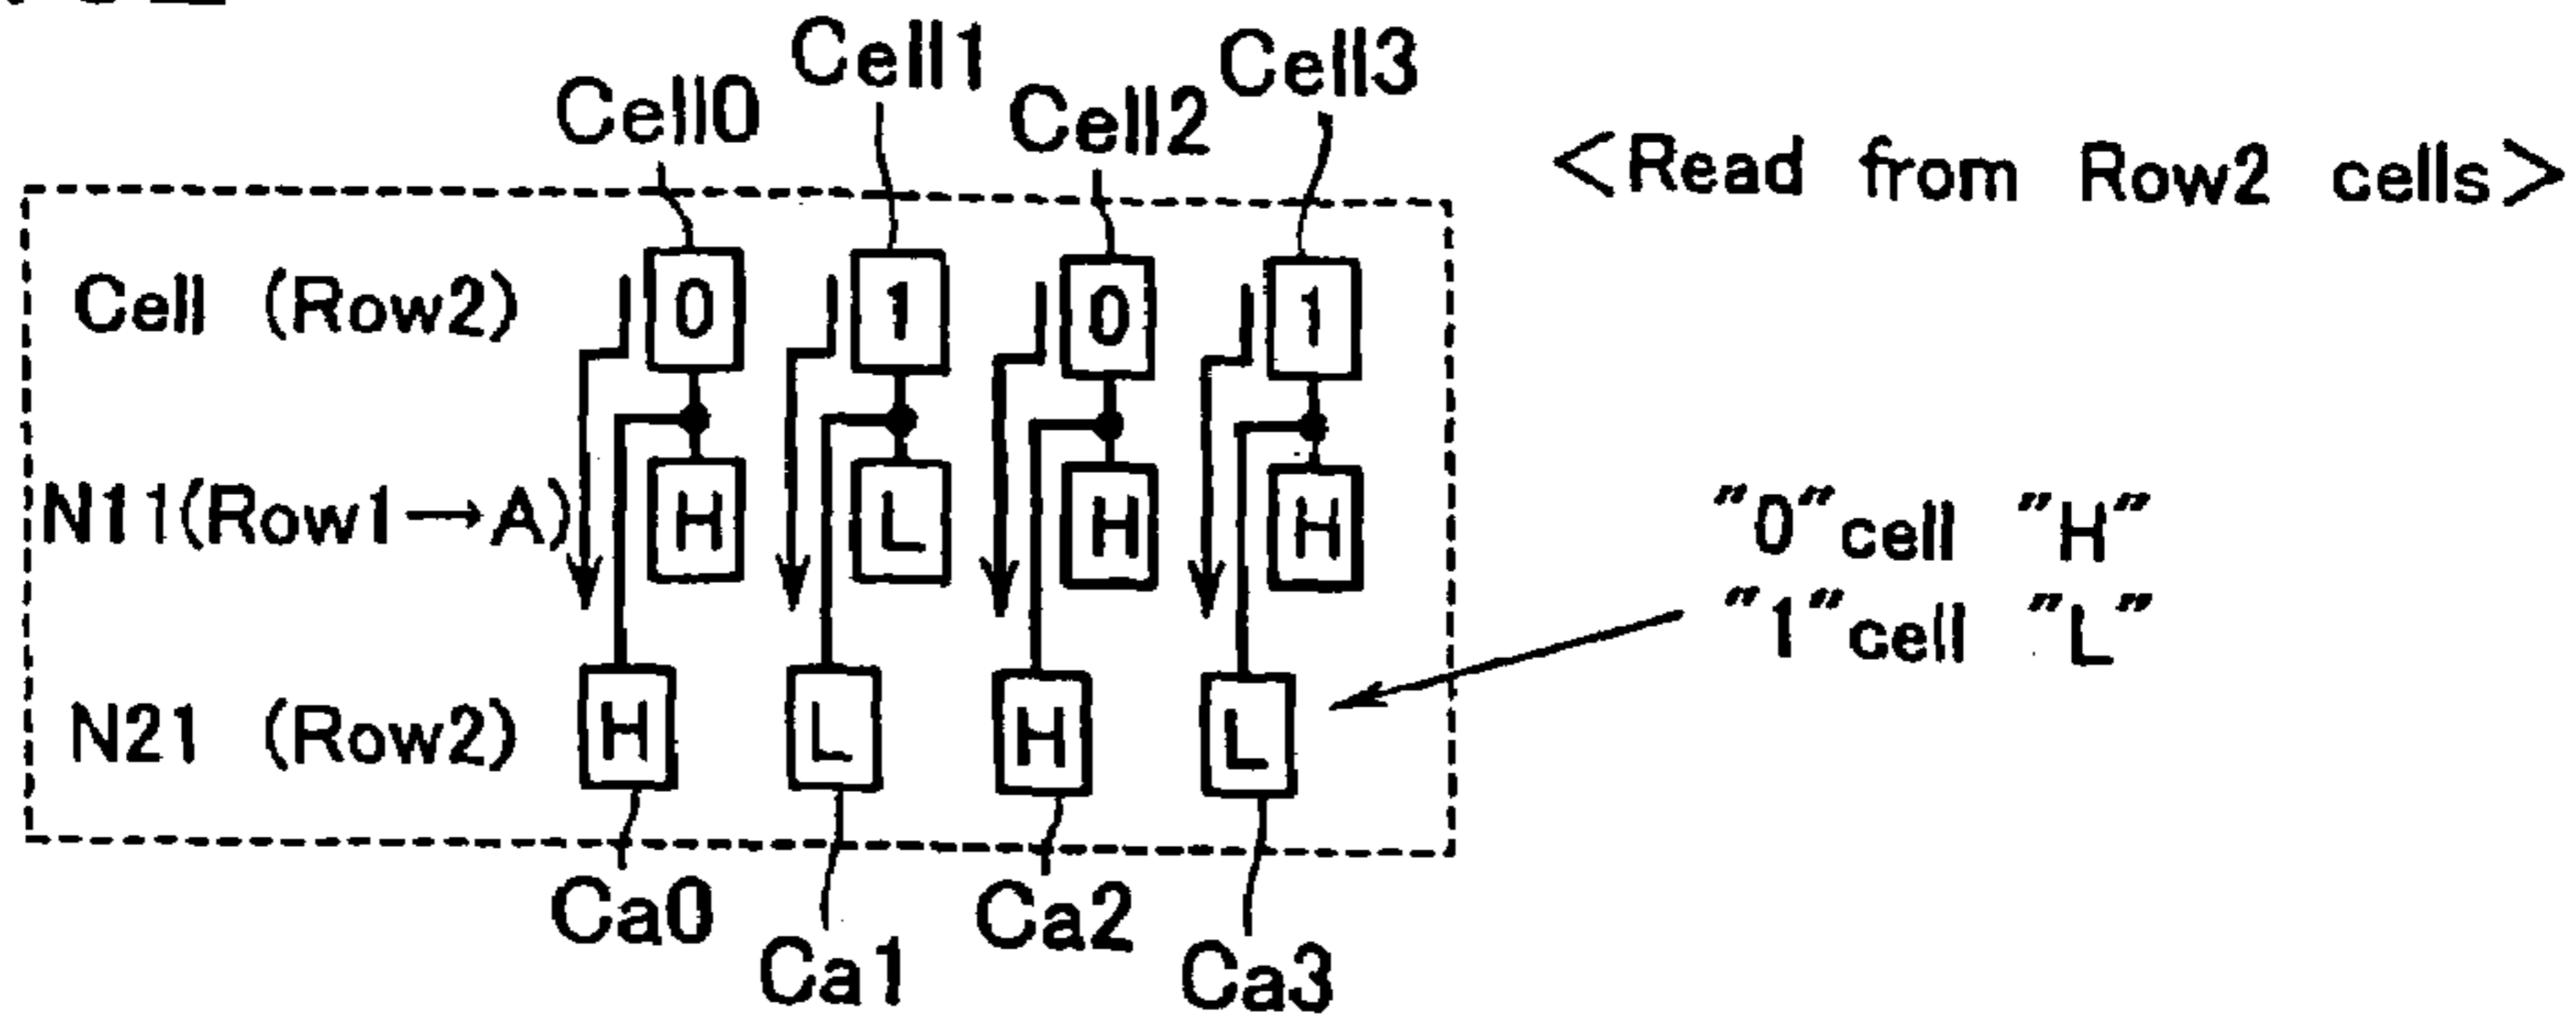 Cell0 Cell1 Cell2 Cell3
<Read from Row2 cells>
Cell (Row2) 0 1 0 1
N11(Row1→A) H L H H
"0"cell "H"
"1"cell "L"
N21 (Row2) H L H L
Ca0 Ca1 Ca2 Ca3